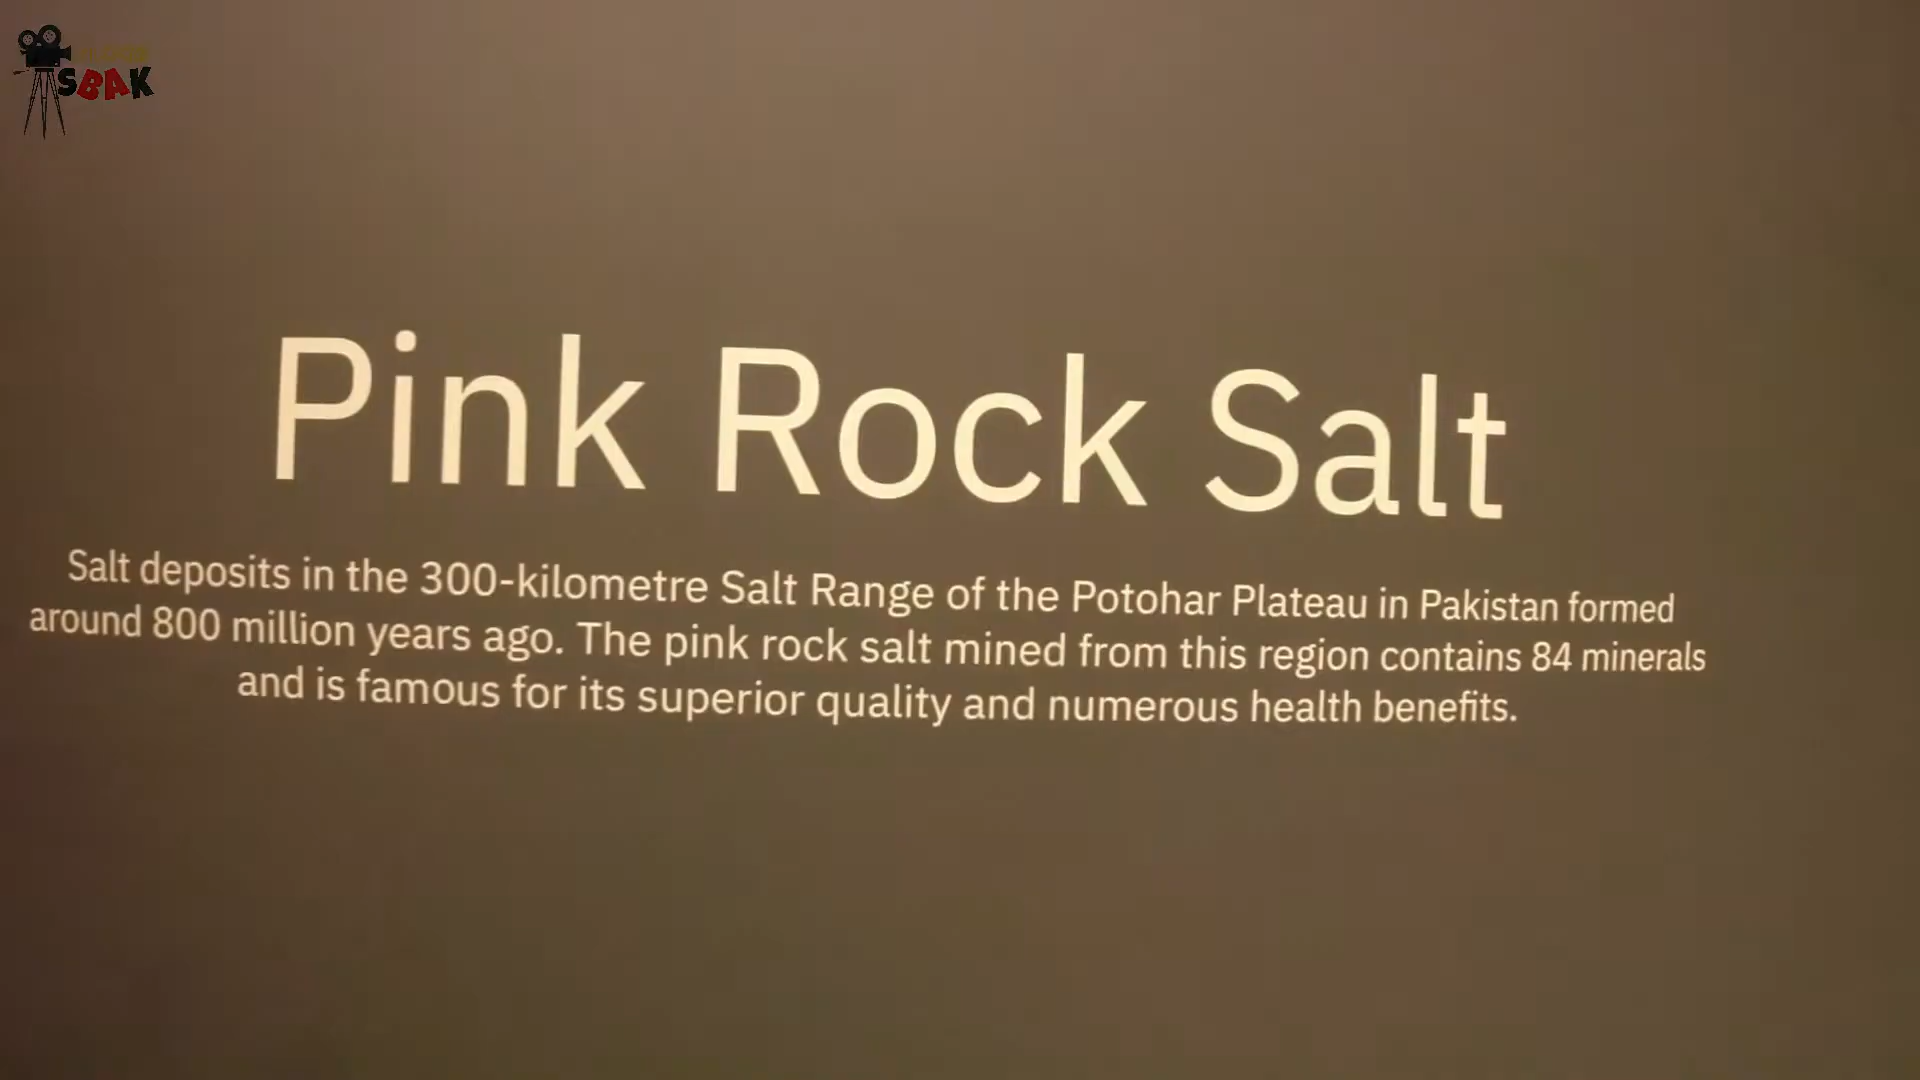 SBAK
Pink Rock Salt
Salt deposits in the 300-kilometre Salt Range of the Potohar Plateau in Pakistan formed
around 800 million years ago. The pink rock salt mined from this region contains 84 minerals
and is famous for its superior quality and numerous health benefits.